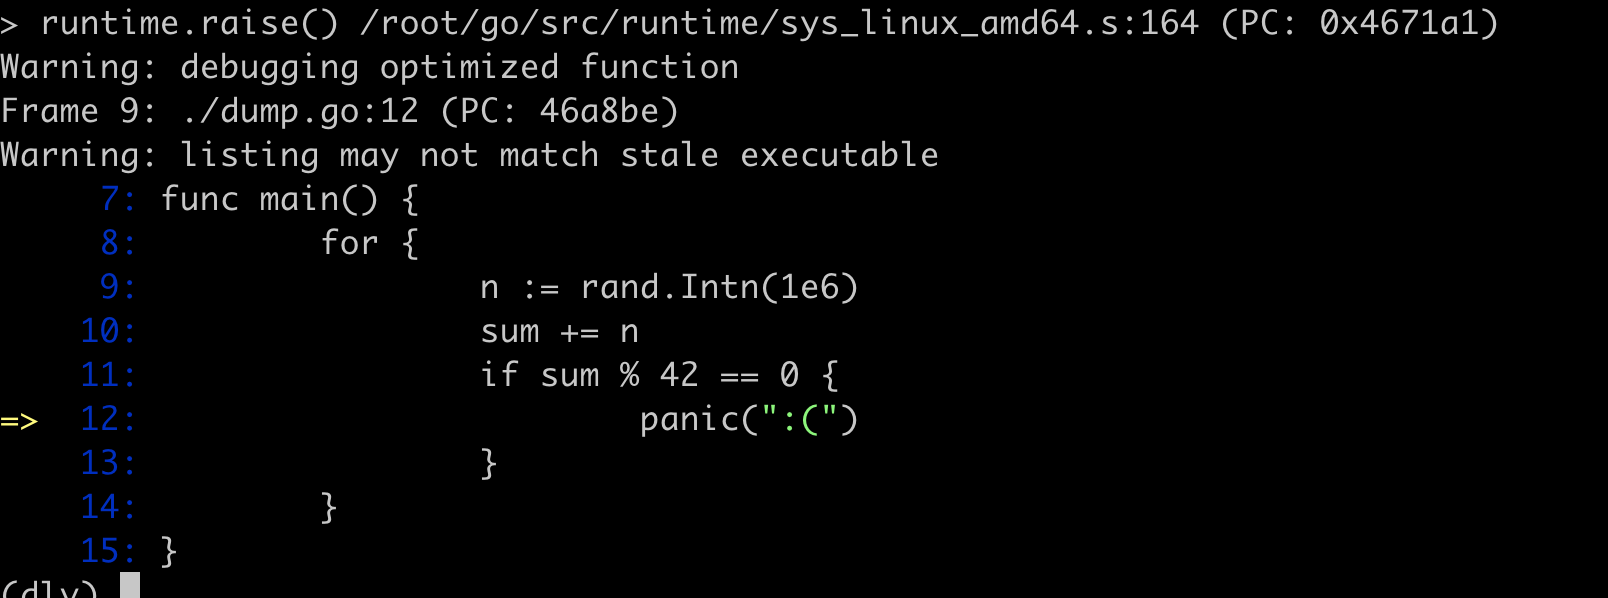 > runtime.raise() /root/go/src/runtime/sys_linux_amd64.s:164 (PC: 0x4671a1)
Warning: debugging optimized function
Frame 9: ./dump.go:12 (PC: 46a8be)
Warning: listing may not match stale executable
7: func main() {
8: for {
9: n := rand.Intn(1e6)
10: sum += n
11: if sum % 42 == 0 {
=> 12: panic(":(")
13: }
14: }
15: }
(dlv)